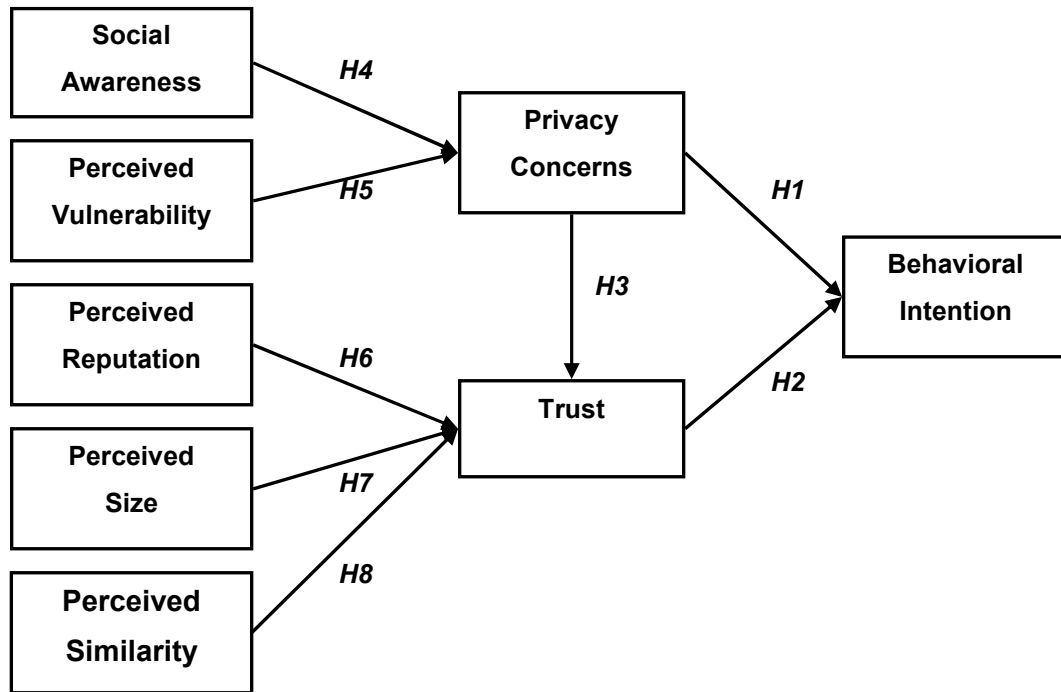 Social
Awareness
H4
Perceived
Vulnerability
H5
Privacy
Concerns
H1
H3
Behavioral
Intention
Perceived
Reputation
H6
Trust
H2
Perceived
Size
H7
H8
Perceived
Similarity